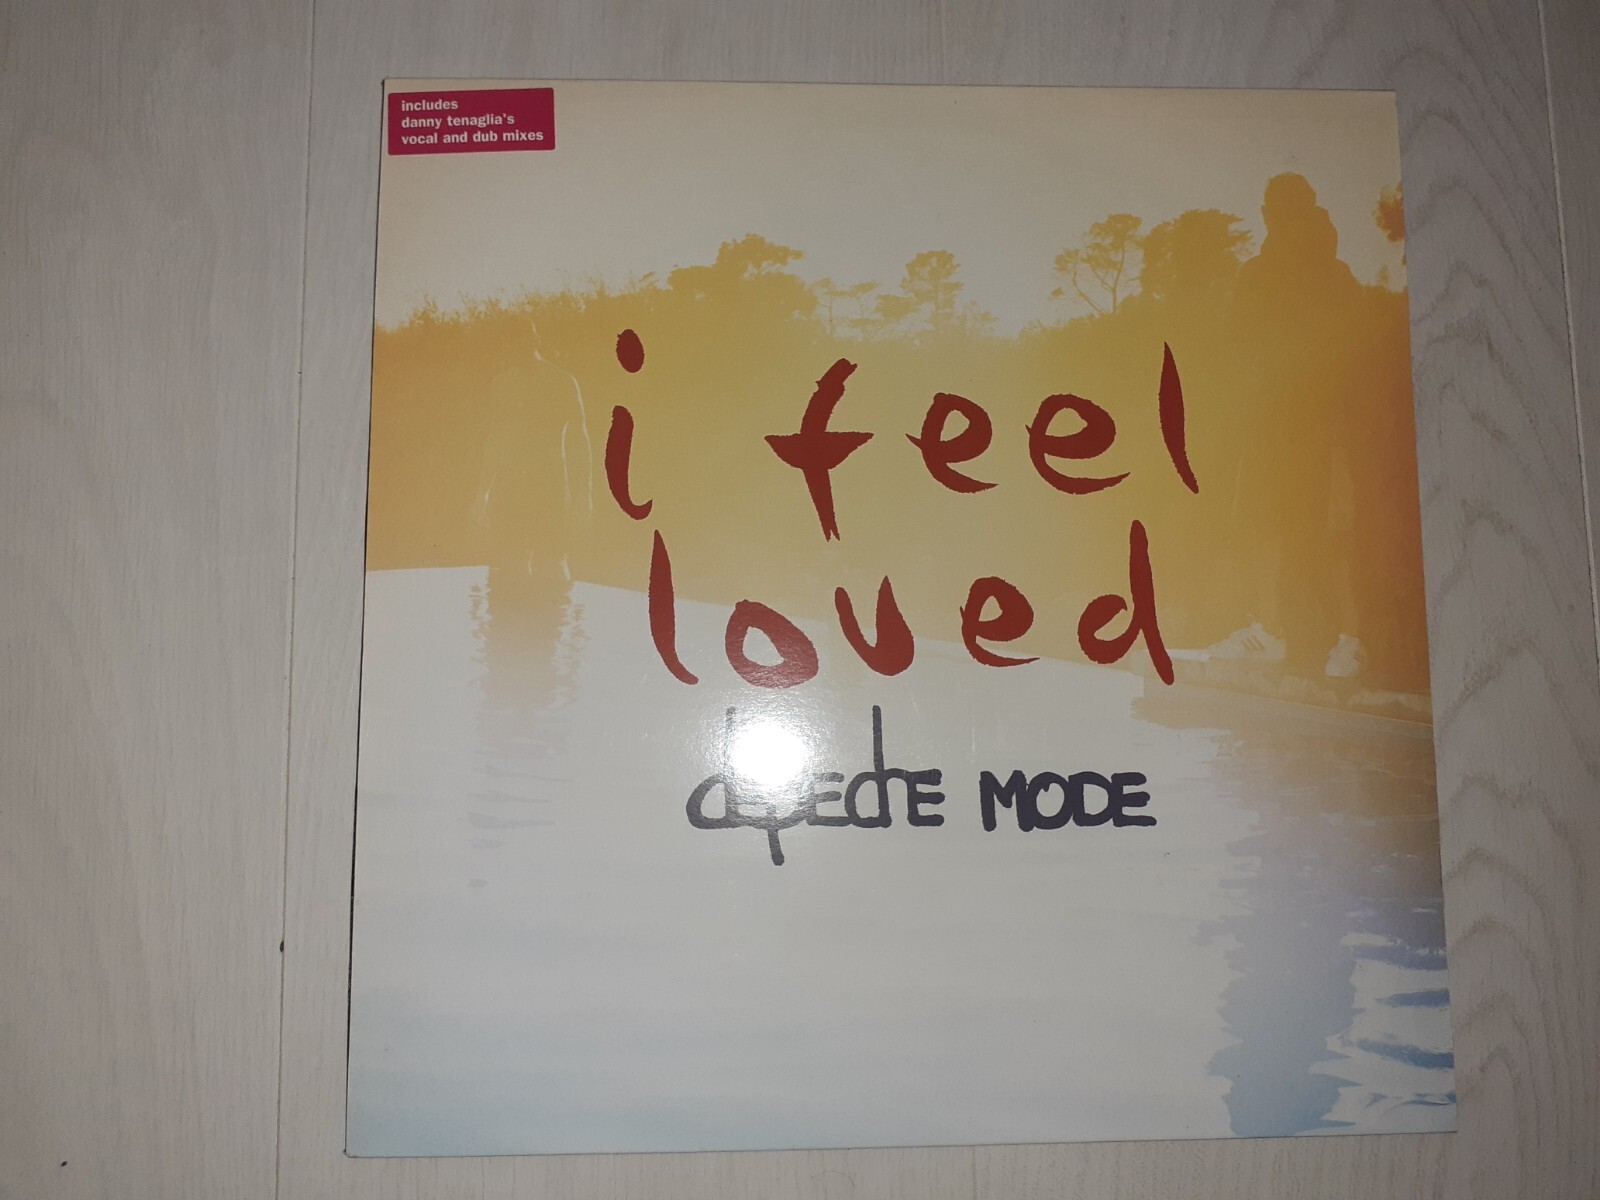 includes
danny tenaglia's
vocal and dub mixes
i feel
loved
depeche MODE